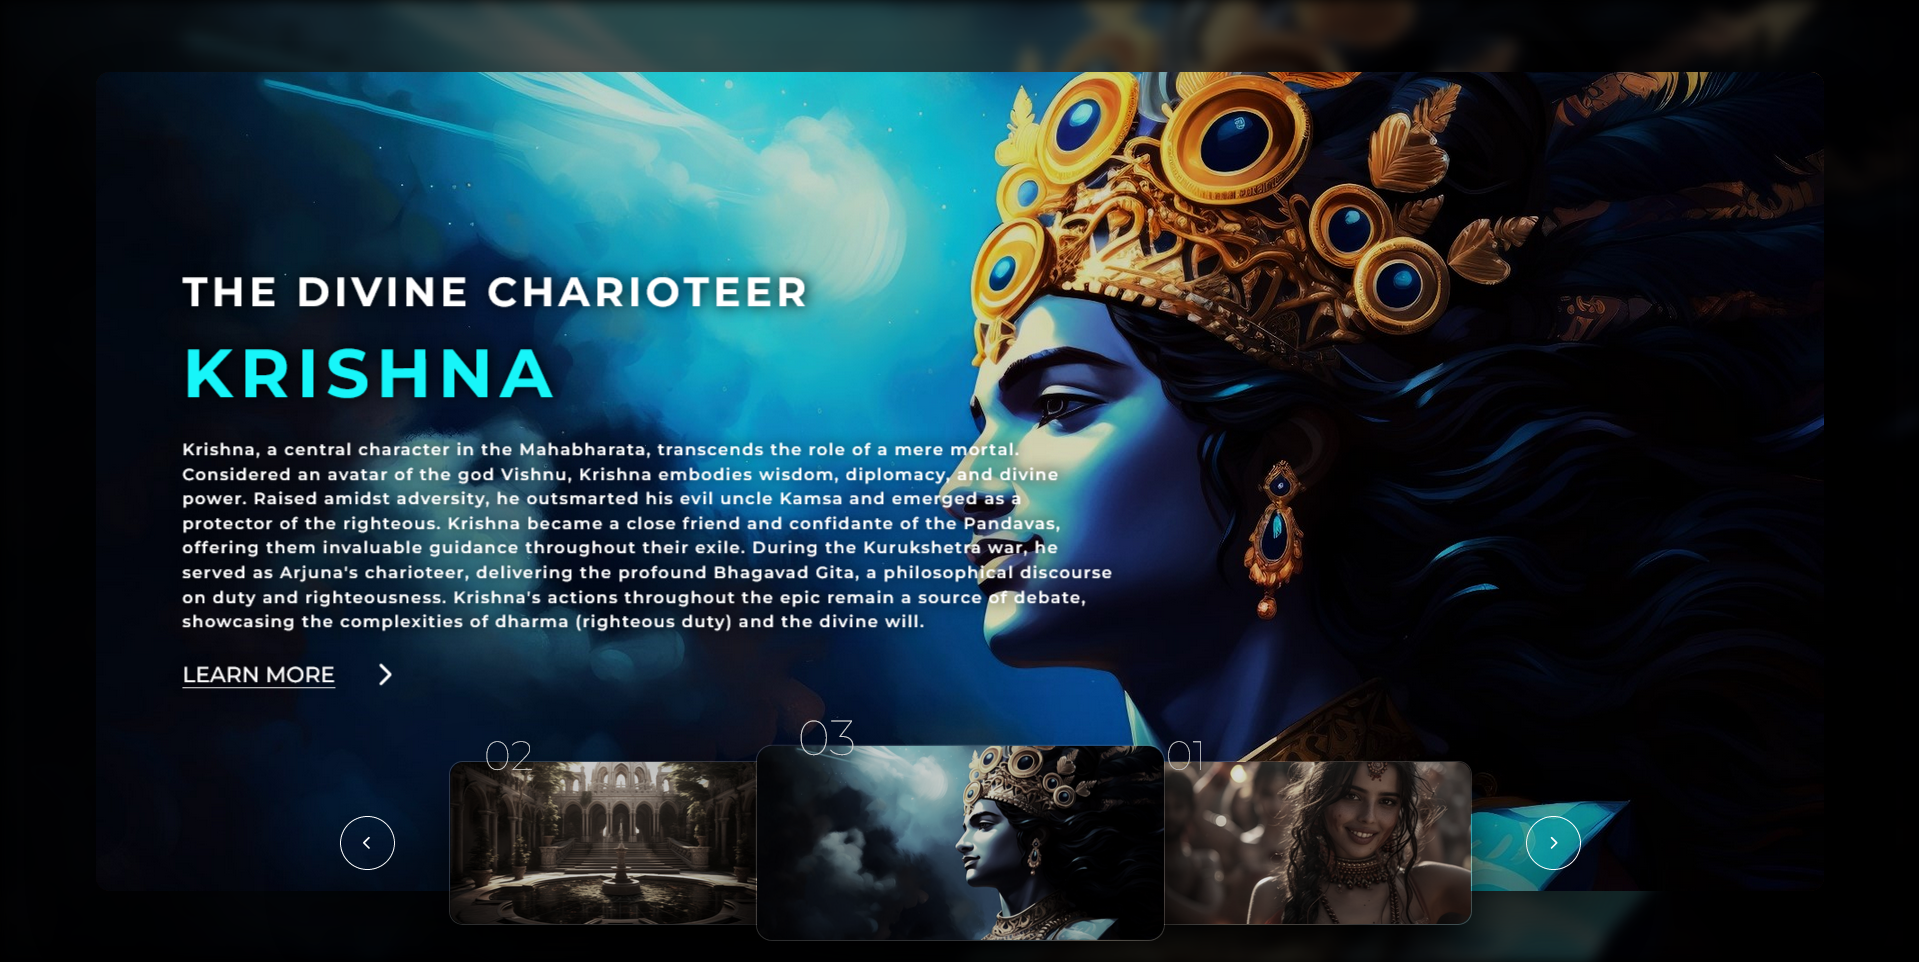 THE DIVINE CHARIOTEER
KRISHNA
Krishna, a central character in the Mahabharata, transcends the role of a mere mortal.
Considered an avatar of the god Vishnu, Krishna embodies wisdom, diplomacy, and divine
power. Raised amidst adversity, he outsmarted his evil uncle Kamsa and emerged as a
protector of the righteous. Krishna became a close friend and confidante of the Pandavas,
offering them invaluable guidance throughout their exile. During the Kurukshetra war, he
served as Arjuna's charioteer, delivering the profound Bhagavad Gita, a philosophical discourse
on duty and righteousness. Krishna's actions throughout the epic remain a source of debate,
showcasing the complexities of dharma (righteous duty) and the divine will.
LEARN MORE
02
03
01